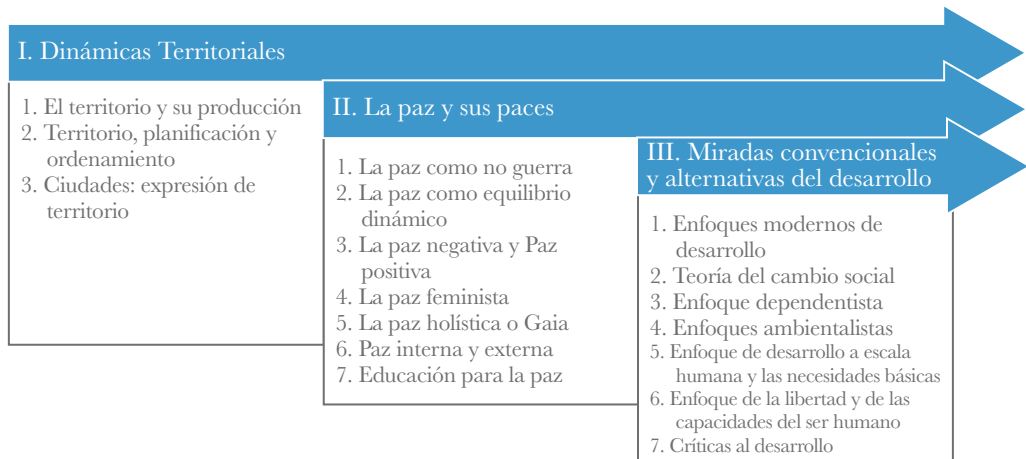 I. Dinámicas Territoriales
1. El territorio y su producción
2. Territorio, planificación y
ordenamiento
3. Ciudades: expresión de
territorio
II. La paz y sus paces
1. La paz como no guerra
2. La paz como equilibrio
dinámico
3. La paz negativa y Paz
positiva
4. La paz feminista
5. La paz holística o Gaia
6. Paz interna y externa
7. Educación para la paz
III. Miradas convencionales
y alternativas del desarrollo
1. Enfoques modernos de
desarrollo
2. Teoría del cambio social
3. Enfoque dependentista
4. Enfoques ambientalistas
5. Enfoque de desarrollo a escala
humana y las necesidades básicas
6. Enfoque de la libertad y de las
capacidades del ser humano
7. Críticas al desarrollo